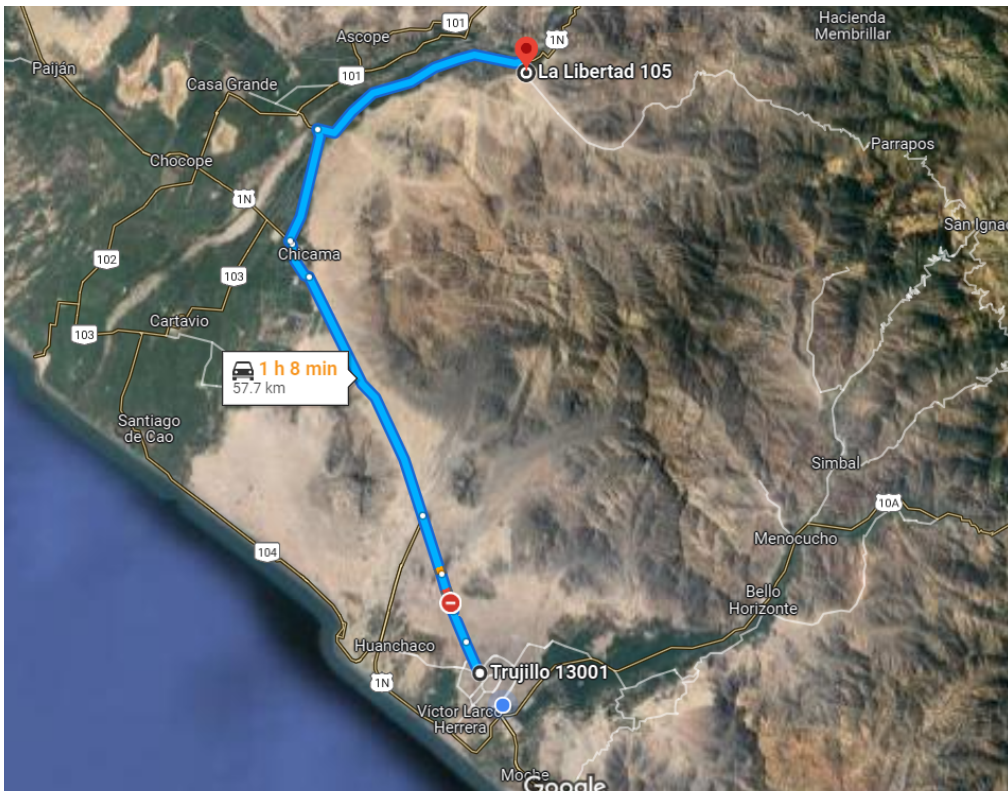 101
1N
Hacienda
Membrillar
Ascope
Paiján
101
La Libertad 105
Casa Grande
Parrapos
Chocope
1N
San Ignac
Chicama
102
103
Cartavio
103
1 h 8 min
57.7 km
Santiago
de Cao
Simbal
10A
Menocucho
104
Bello
Horizonte
Huanchaco
Trujillo 13001
1N
Víctor Larco
Herrera
Moche
Google